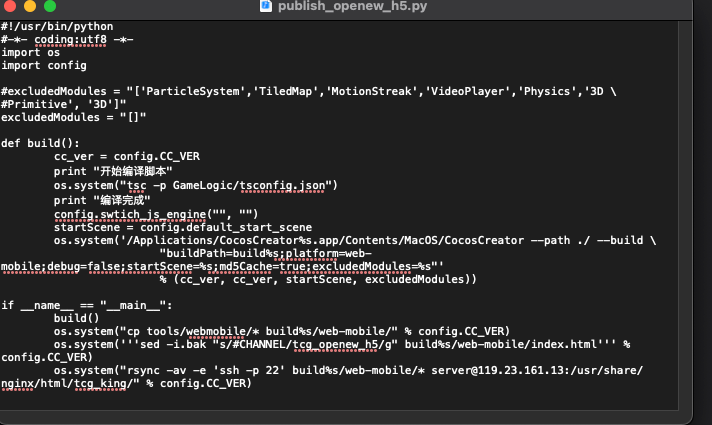 publish_openew_h5.py
#!/usr/bin/python
#-*- coding:utf8 -*-
import os
import config
#excludedModules = "['ParticleSystem','TiledMap','MotionStreak','VideoPlayer','Physics','3D \
#Primitive', '3D']"
excludedModules = "[]"
def build():
cc_ver = config.CC_VER
print "开始编译脚本"
os.system("tsc -p GameLogic/tsconfig.json")
print "编译完成"
config.swtich_js_engine("", "")
startScene = config.default_start_scene
os.system('/Applications/CocosCreator%s.app/Contents/MacOS/CocosCreator --path ./ --build \
"buildPath=build%s;platform=web-
mobile;debug=false;startScene=%s;md5Cache=true;excludedModules=%s"'
% (cc_ver, cc_ver, startScene, excludedModules))
if __name__ == "__main__":
build()
os.system("cp tools/webmobile/* build%s/web-mobile/" % config.CC_VER)
os.system('''sed -i.bak "s/#CHANNEL/tcg_openew_h5/g" build%s/web-mobile/index.html''' %
config.CC_VER)
os.system("rsync -av -e 'ssh -p 22' build%s/web-mobile/* server@119.23.161.13:/usr/share/
nginx/html/tcg_king/" % config.CC_VER)